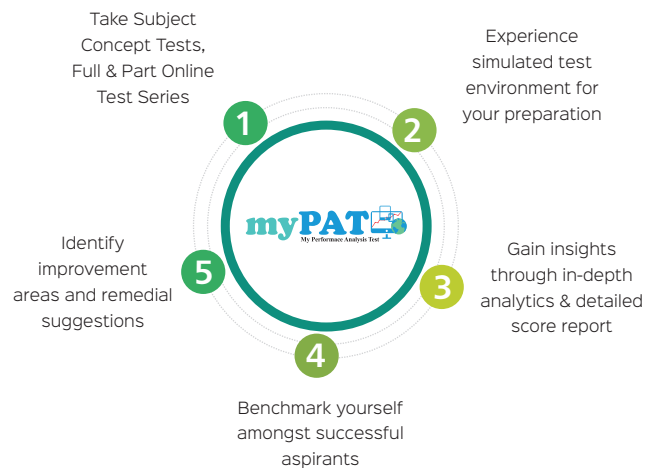 Take Subject
Concept Tests,
Full & Part Online
Test Series
1
Experience
simulated test
environment for
your preparation
2
myPAT
My Performace Analysis Test
Gain insights
through in-depth
analytics & detailed
score report
3
Benchmark yourself
amongst successful
aspirants
4
Identify
improvement
areas and remedial
suggestions
5